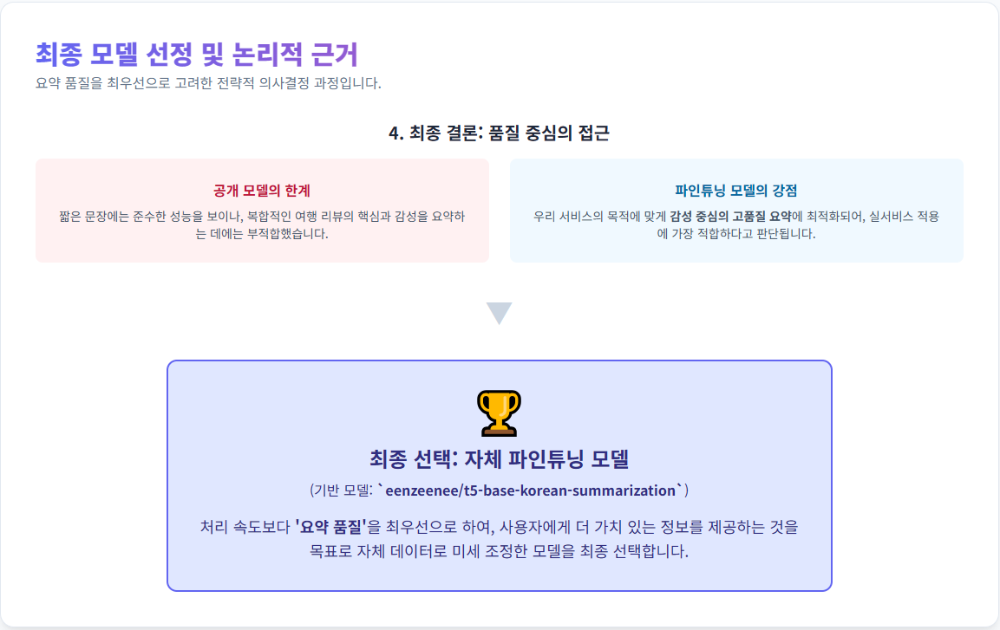 최종 모델 선정 및 논리적 근거
요약 품질을 최우선으로 고려한 전략적 의사결정 과정입니다.
4. 최종 결론: 품질 중심의 접근
공개 모델의 한계
짧은 문장에는 준수한 성능을 보이나, 복합적인 여행 리뷰의 핵심과 감성을 요약하
는 데에는 부적합했습니다.
파인튜닝 모델의 강점
우리 서비스의 목적에 맞게 감성 중심의 고품질 요약에 최적화되어, 실서비스 적용
에 가장 적합하다고 판단됩니다.
최종 선택: 자체 파인튜닝 모델
(기반 모델: `eenzeenee/t5-base-korean-summarization`)
처리 속도보다 '요약 품질'을 최우선으로 하여, 사용자에게 더 가치 있는 정보를 제공하는 것을
목표로 자체 데이터로 미세 조정한 모델을 최종 선택합니다.